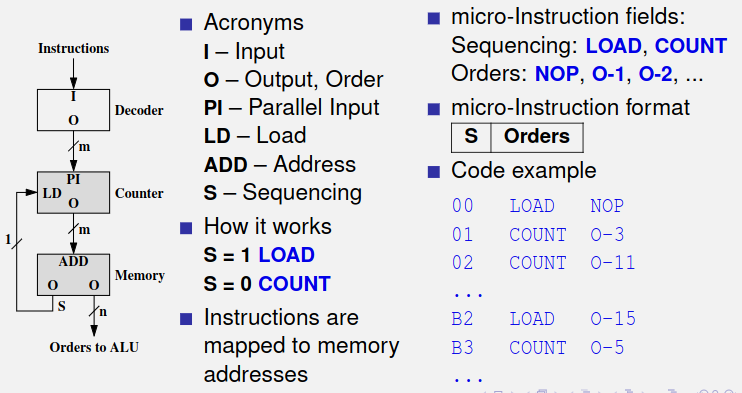 Instructions
I
O
Decoder
m
PI
LD
O
Counter
m
1
ADD
O O
Memory
S
n
Orders to ALU
Acronyms
I – Input
O – Output, Order
PI – Parallel Input
LD – Load
ADD – Address
S – Sequencing
How it works
S = 1 LOAD
S = 0 COUNT
Instructions are
mapped to memory
addresses
micro-Instruction fields:
Sequencing: LOAD, COUNT
Orders: NOP, O-1, O-2, ...
micro-Instruction format
S Orders
Code example
00 LOAD NOP
01 COUNT O-3
02 COUNT O-11
...
B2 LOAD O-15
B3 COUNT O-5
...